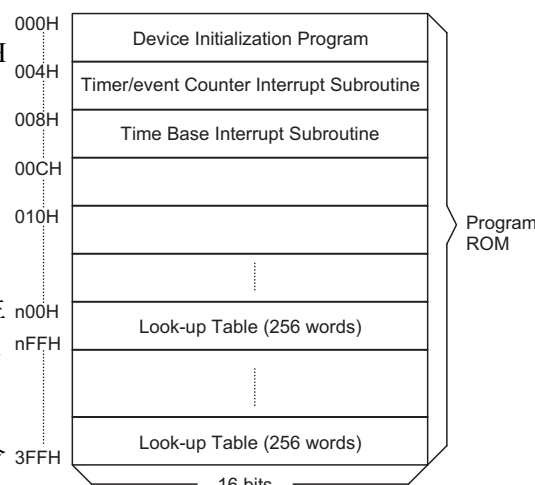 000H
Device Initialization Program
004H
Timer/event Counter Interrupt Subroutine
008H
Time Base Interrupt Subroutine
00CH
010H
Program
ROM
n00H
Look-up Table (256 words)
nFFH
Look-up Table (256 words)
3FFH
16 bits